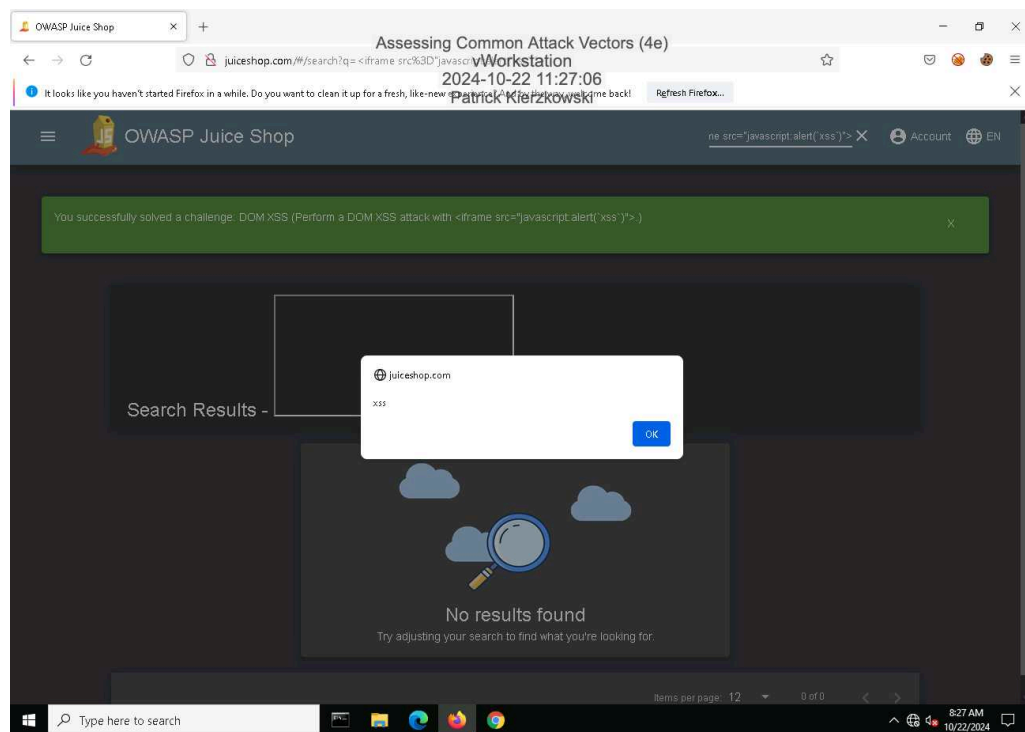 OWASP Juice Shop
Assessing Common Attack Vectors (4e)
juiceshop.com/#/search?q=<iframe src%3D"javascr
vWorkstation
2024-10-22 11:27:06
It looks like you haven't started Firefox in a while. Do you want to clean it up for a fresh, like-new
back!
Refresh Firefox...
Patrick Kierzkowski
OWASP Juice Shop
ne src="javascript:alert(`xss`)">
Account
EN
You successfully solved a challenge: DOM XSS (Perform a DOM XSS attack with <iframe src="javascript:alert(`xss`)">.)
X
juiceshop.com
xss
OK
Search Results -
No results found
Try adjusting your search to find what you're looking for.
Items per page: 12
0 of 0
Type here to search
8:27 AM
10/22/2024